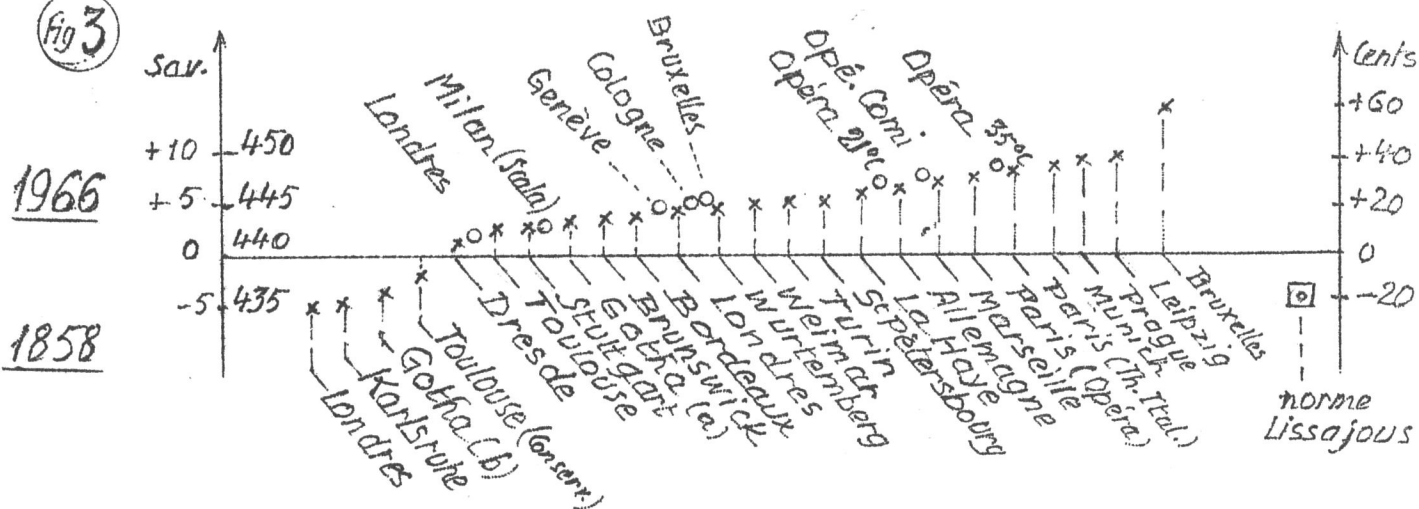 fig 3
Sav.
1966
1858
+10
+5
0
-5
450
445
440
435
Londres
Milan (Scala)
Genève
Cologne
Bruxelles
Opéra 21°C
Opé. Comi
Opéra 35°C
Cents
+60
+40
+20
0
-20
Londres
Karlsruhe
Gotha (b)
Toulouse (Conserv.)
Dresde
Toulouse
Stuttgart
Gotha (a)
Brunswick
Bordeaux
Londres
Wurtemberg
Weimar
Turin
St pétersbourg
La Haye
Allemagne
Marseille
Paris (Opéra)
Paris (Th. Ital.)
Munich
Prague
Leipzig
Bruxelles
norme
Lissajous